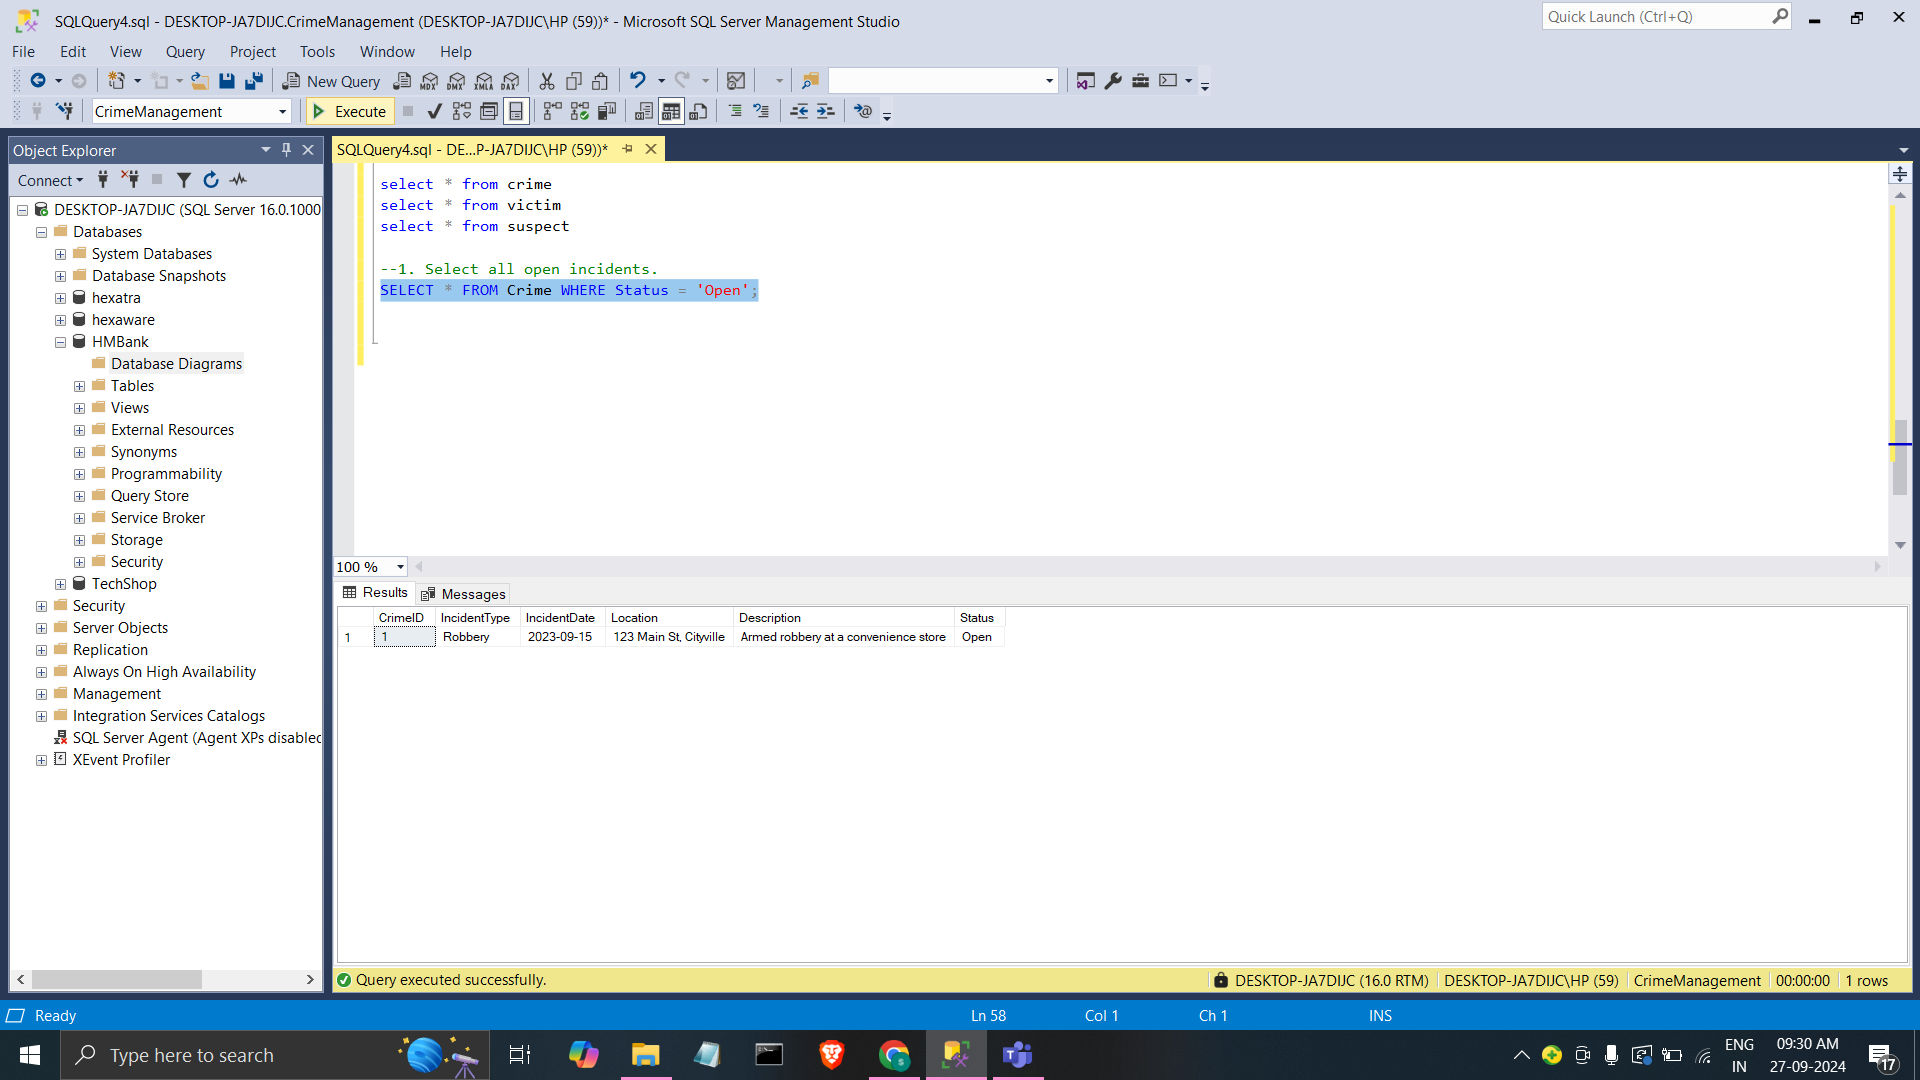 SQLQuery4.sql - DESKTOP-JA7DIJC.CrimeManagement (DESKTOP-JA7DIJC\HP (59))* - Microsoft SQL Server Management Studio
Quick Launch (Ctrl+Q)
File Edit View Query Project Tools Window Help
New Query MDX DMX XMLA DAX
CrimeManagement Execute
Object Explorer
Connect
DESKTOP-JA7DIJC (SQL Server 16.0.1000
Databases
System Databases
Database Snapshots
hexatra
hexaware
HMBank
Database Diagrams
Tables
Views
External Resources
Synonyms
Programmability
Query Store
Service Broker
Storage
Security
TechShop
Security
Server Objects
Replication
Always On High Availability
Management
Integration Services Catalogs
SQL Server Agent (Agent XPs disabled
XEvent Profiler
SQLQuery4.sql - DE...P-JA7DIJC\HP (59))*
select * from crime
select * from victim
select * from suspect
--1. Select all open incidents.
SELECT * FROM Crime WHERE Status = 'Open';
100 %
Results Messages
CrimeID IncidentType IncidentDate Location Description Status
1 1 Robbery 2023-09-15 123 Main St, Cityville Armed robbery at a convenience store Open
Query executed successfully.
DESKTOP-JA7DIJC (16.0 RTM) DESKTOP-JA7DIJC\HP (59) CrimeManagement 00:00:00 1 rows
Ready Ln 58 Col 1 Ch 1 INS
Type here to search
ENG
IN
09:30 AM
27-09-2024
17